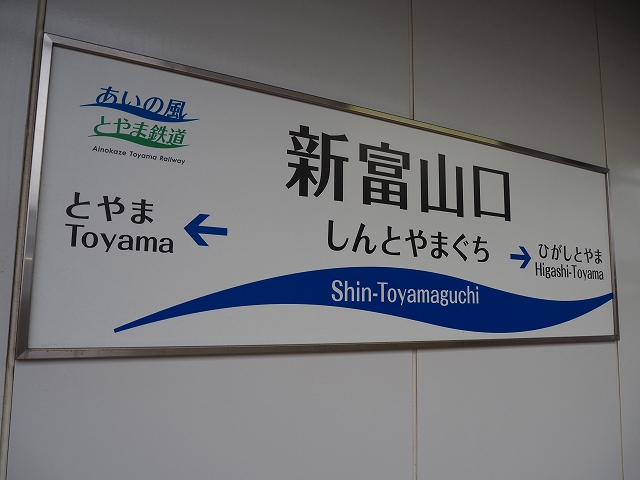 あいの風
とやま鉄道
Ainokaze Toyama Railway
新富山口
しんとやまぐち
Shin-Toyamaguchi
とやま
Toyama
ひがしとやま
Higashi-Toyama